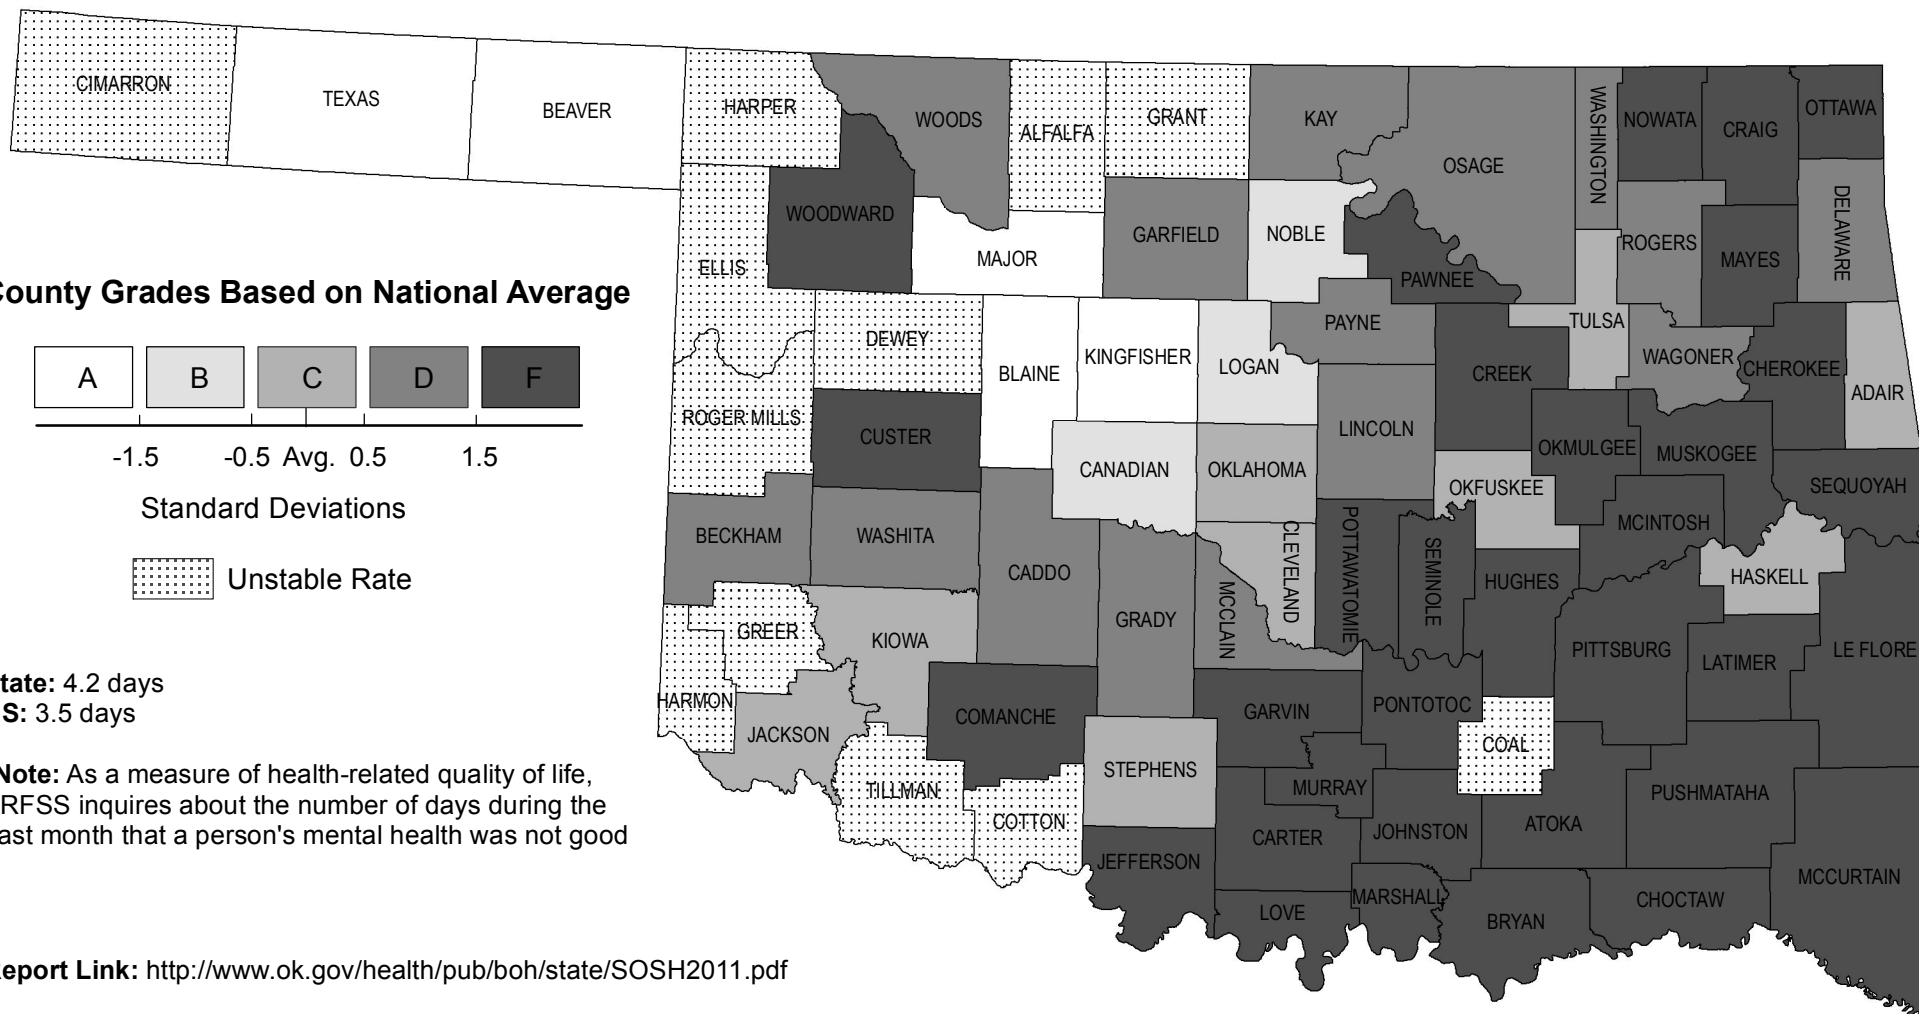 CIMARRON
TEXAS
BEAVER
HARPER
WOODS
ALFALFA
GRANT
KAY
OSAGE
WASHINGTON
NOWATA
CRAIG
OTTAWA
WOODWARD
ELLIS
MAJOR
GARFIELD
NOBLE
PAWNEE
ROGERS
MAYES
DELAWARE
County Grades Based on National Average
A B C D F
-1.5 -0.5 Avg. 0.5 1.5
Standard Deviations
Unstable Rate
DEWEY
BLAINE
KINGFISHER
LOGAN
PAYNE
TULSA
WAGONER
CHEROKEE
ADAIR
CREEK
ROGER MILLS
CUSTER
CANADIAN
OKLAHOMA
LINCOLN
OKMULGEE
MUSKOGEE
SEQUOYAH
OKFUSKEE
MCINTOSH
BECKHAM
WASHITA
CADDO
GRADY
MCCLAIN
CLEVELAND
POTTAWATOMIE
SEMINOLE
HUGHES
HASKELL
PITTSBURG
LATIMER
LE FLORE
GREER
KIOWA
HARMON
JACKSON
COMANCHE
GARVIN
PONTOTOC
COAL
STEPHENS
TILLMAN
COTTON
MURRAY
CARTER
JOHNSTON
ATOKA
PUSHMATAHA
JEFFERSON
LOVE
MARSHALL
BRYAN
CHOCTAW
MCCURTAIN
tate: 4.2 days
S: 3.5 days
Note: As a measure of health-related quality of life,
RFSS inquires about the number of days during the
ast month that a person's mental health was not good
eport Link: http://www.ok.gov/health/pub/boh/state/SOSH2011.pdf